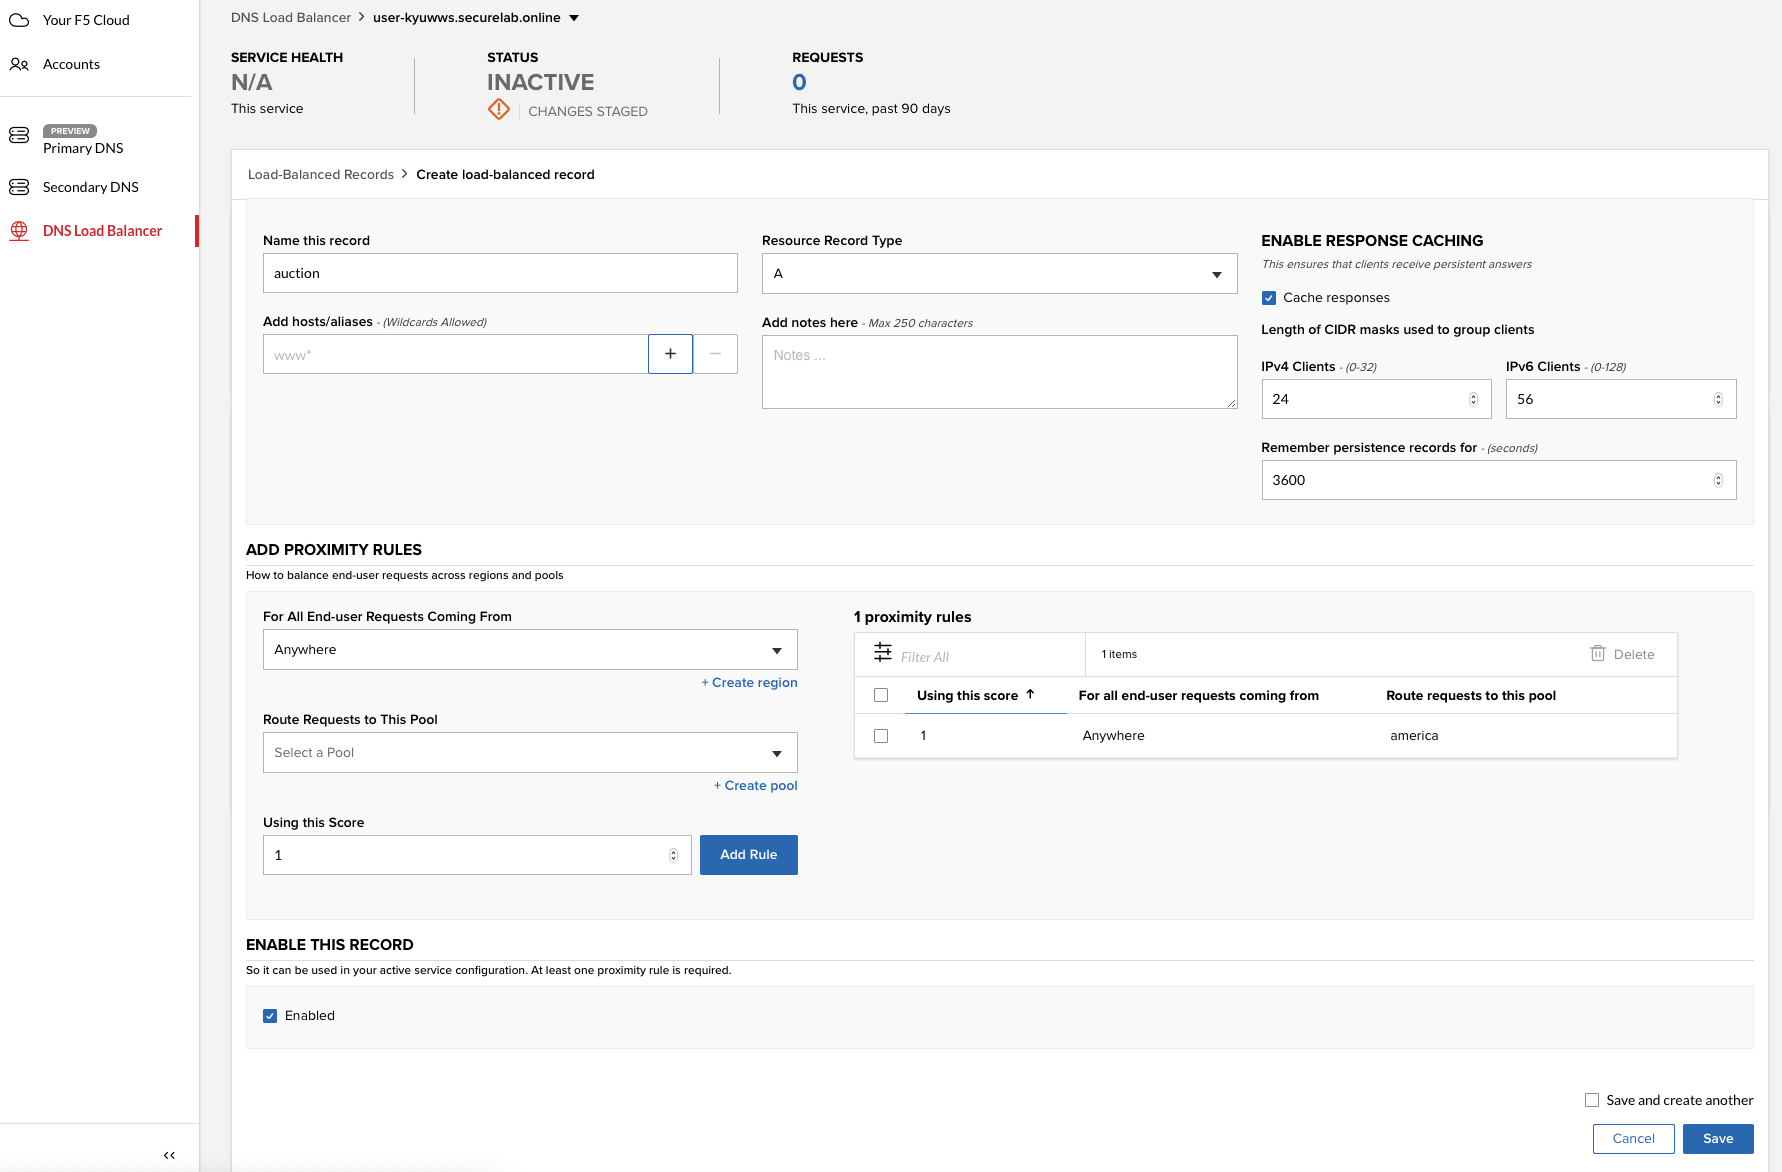 Your F5 Cloud
Accounts
PREVIEW
Primary DNS
Secondary DNS
DNS Load Balancer
DNS Load Balancer > user-kyuwws.securelab.online
SERVICE HEALTH
N/A
This service
STATUS
INACTIVE
CHANGES STAGED
REQUESTS
0
This service, past 90 days
Load-Balanced Records > Create load-balanced record
Name this record
auction
Add hosts/aliases - (Wildcards Allowed)
www*
+ −
Resource Record Type
A
Add notes here - Max 250 characters
Notes ...
ENABLE RESPONSE CACHING
This ensures that clients receive persistent answers
Cache responses
Length of CIDR masks used to group clients
IPv4 Clients - (0-32)
24
IPv6 Clients - (0-128)
56
Remember persistence records for - (seconds)
3600
ADD PROXIMITY RULES
How to balance end-user requests across regions and pools
For All End-user Requests Coming From
Anywhere
+ Create region
Route Requests to This Pool
Select a Pool
+ Create pool
Using this Score
1
Add Rule
1 proximity rules
Filter All
1 items
Delete
Using this score ↑ For all end-user requests coming from Route requests to this pool
1 Anywhere america
ENABLE THIS RECORD
So it can be used in your active service configuration. At least one proximity rule is required.
Enabled
Save and create another
Cancel
Save
<<